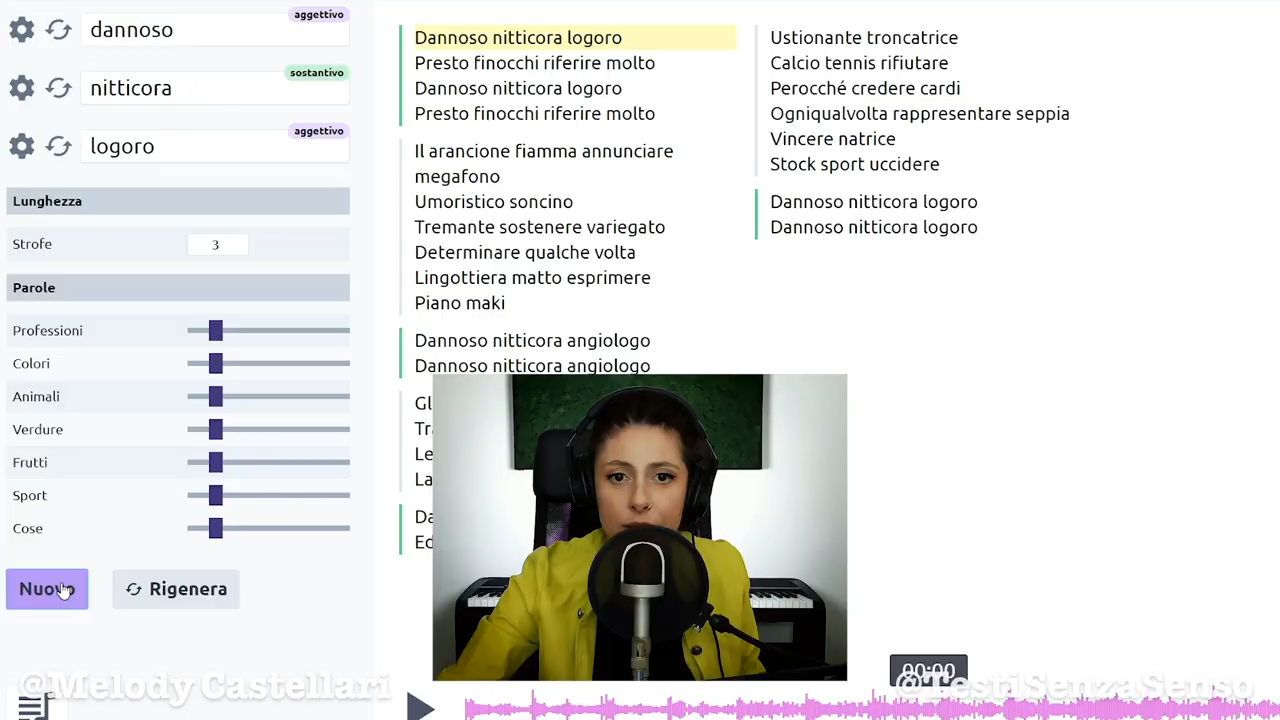 aggettivo
dannoso
sostantivo
nitticora
aggettivo
logoro
Lunghezza
Strofe
3
Parole
Professioni
Colori
Animali
Verdure
Frutti
Sport
Cose
Nuovo
Rigenera
Dannoso nitticora logoro
Presto finocchi riferire molto
Dannoso nitticora logoro
Presto finocchi riferire molto
Il arancione fiamma annunciare
megafono
Umoristico soncino
Tremante sostenere variegato
Determinare qualche volta
Lingottiera matto esprimere
Piano maki
Dannoso nitticora angiologo
Dannoso nitticora angiologo
Ustionante troncatrice
Calcio tennis rifiutare
Perocché credere cardi
Ogniqualvolta rappresentare seppia
Vincere natrice
Stock sport uccidere
Dannoso nitticora logoro
Dannoso nitticora logoro
00:00
@Melody Castellari
@TestiSenzaSenso